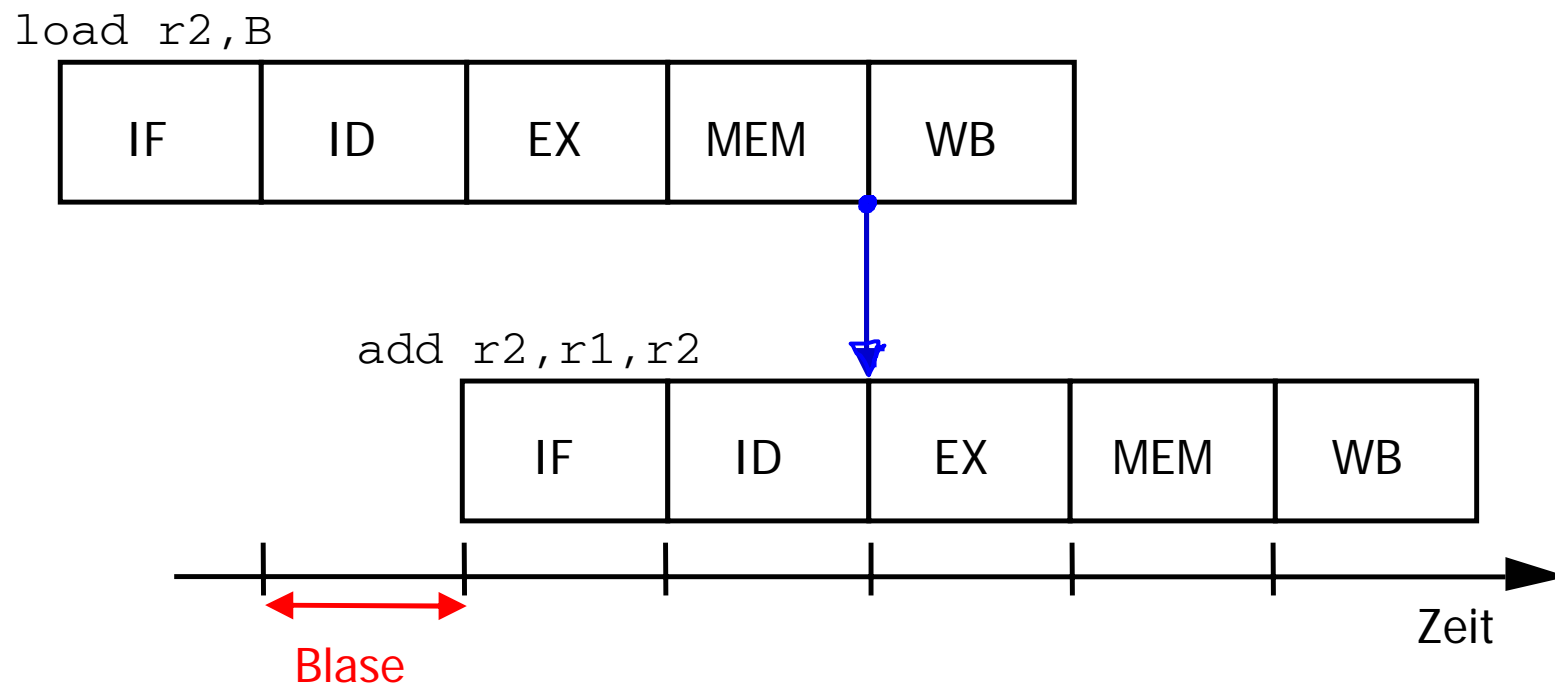 load r2,B
IF ID EX MEM WB
add r2,r1,r2
IF ID EX MEM WB
Zeit
Blase